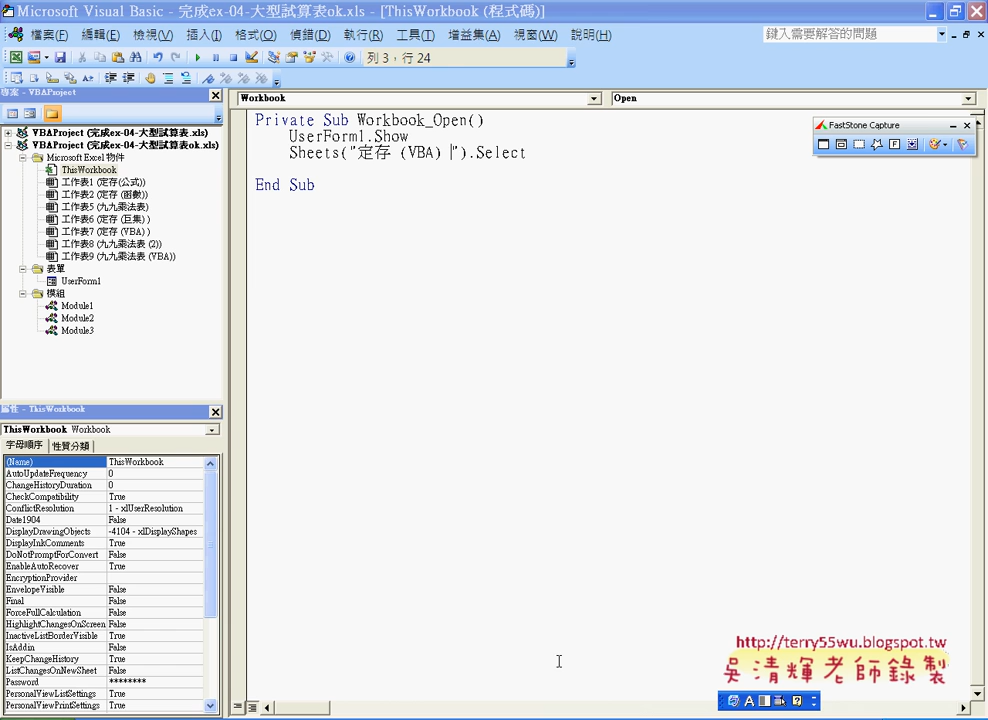 Microsoft Visual Basic - 完成ex-04-大型試算表ok.xls - [ThisWorkbook (程式碼)]
檔案(F) 編輯(E) 檢視(V) 插入(I) 格式(O) 偵錯(D) 執行(R) 工具(T) 增益集(A) 視窗(W) 說明(H) 鍵入需要解答的問題
列 3，行 24
專案 - VBAProject
Workbook Open
VBAProject (完成ex-04-大型試算表.xls)
VBAProject (完成ex-04-大型試算表ok.xls)
Microsoft Excel 物件
ThisWorkbook
工作表1 (定存(公式))
工作表2 (定存 (函數))
工作表5 (九九乘法表)
工作表6 (定存 (巨集) )
工作表7 (定存 (VBA) )
工作表8 (九九乘法表 (2))
工作表9 (九九乘法表 (VBA))
表單
UserForm1
模組
Module1
Module2
Module3
Private Sub Workbook_Open()
UserForm1.Show
Sheets("定存 (VBA) ").Select
End Sub
FastStone Capture
屬性 - ThisWorkbook
ThisWorkbook Workbook
字母順序 性質分類
(Name) ThisWorkbook
AutoUpdateFrequency 0
ChangeHistoryDuration 0
CheckCompatibility True
ConflictResolution 1 - xlUserResolution
Date1904 False
DisplayDrawingObjects -4104 - xlDisplayShapes
DisplayInkComments True
DoNotPromptForConvert False
EnableAutoRecover True
EncryptionProvider
EnvelopeVisible False
Final False
ForceFullCalculation False
HighlightChangesOnScreen False
InactiveListBorderVisible True
IsAddin False
KeepChangeHistory True
ListChangesOnNewSheet False
Password ********
PersonalViewListSettings True
PersonalViewPrintSettings True
http://terry55wu.blogspot.tw
吳清輝老師錄製